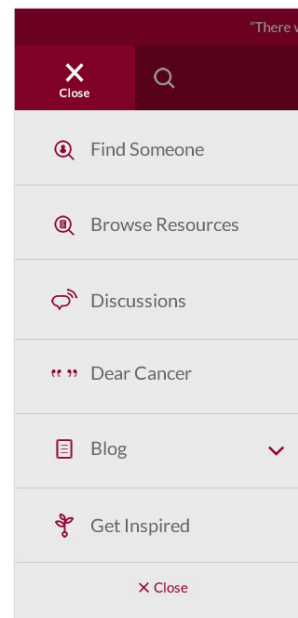 "There
Close
Find Someone
Browse Resources
Discussions
Dear Cancer
Blog
Get Inspired
Close